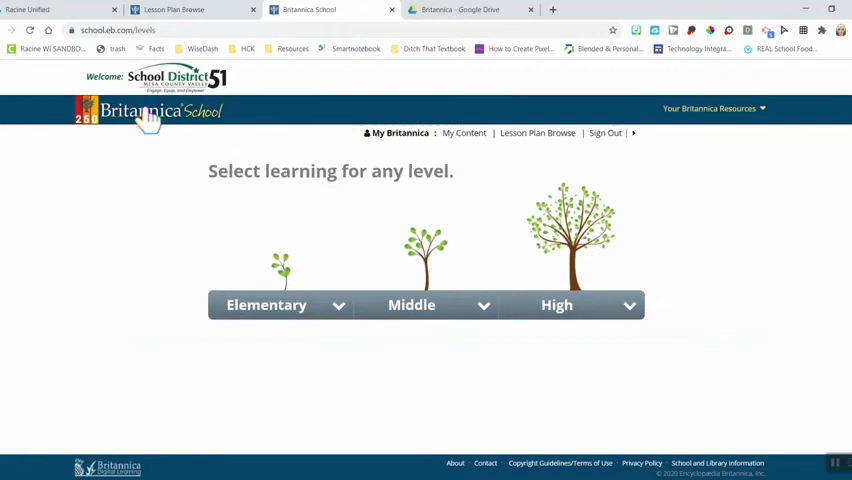 Racine Unified
Lesson Plan Browse
Britannica School
Britannica - Google Drive
school.eb.com/levels
Racine WI SANDBO...
trash
Facts
WiseDash
HCK
Resources
Smartnotebook
Ditch That Textbook
How to Create Pixel...
Blended & Personal...
Technology Integra...
REAL School Food...
Welcome: School District 51
MESA COUNTY VALLEY
Engage, Equip, and Empower
250 Britannica School
Your Britannica Resources
My Britannica : My Content | Lesson Plan Browse | Sign Out |
Select learning for any level.
Elementary
Middle
High
Britannica
Digital Learning
About · Contact · Copyright Guidelines/Terms of Use · Privacy Policy · School and Library Information
© 2020 Encyclopædia Britannica, Inc.